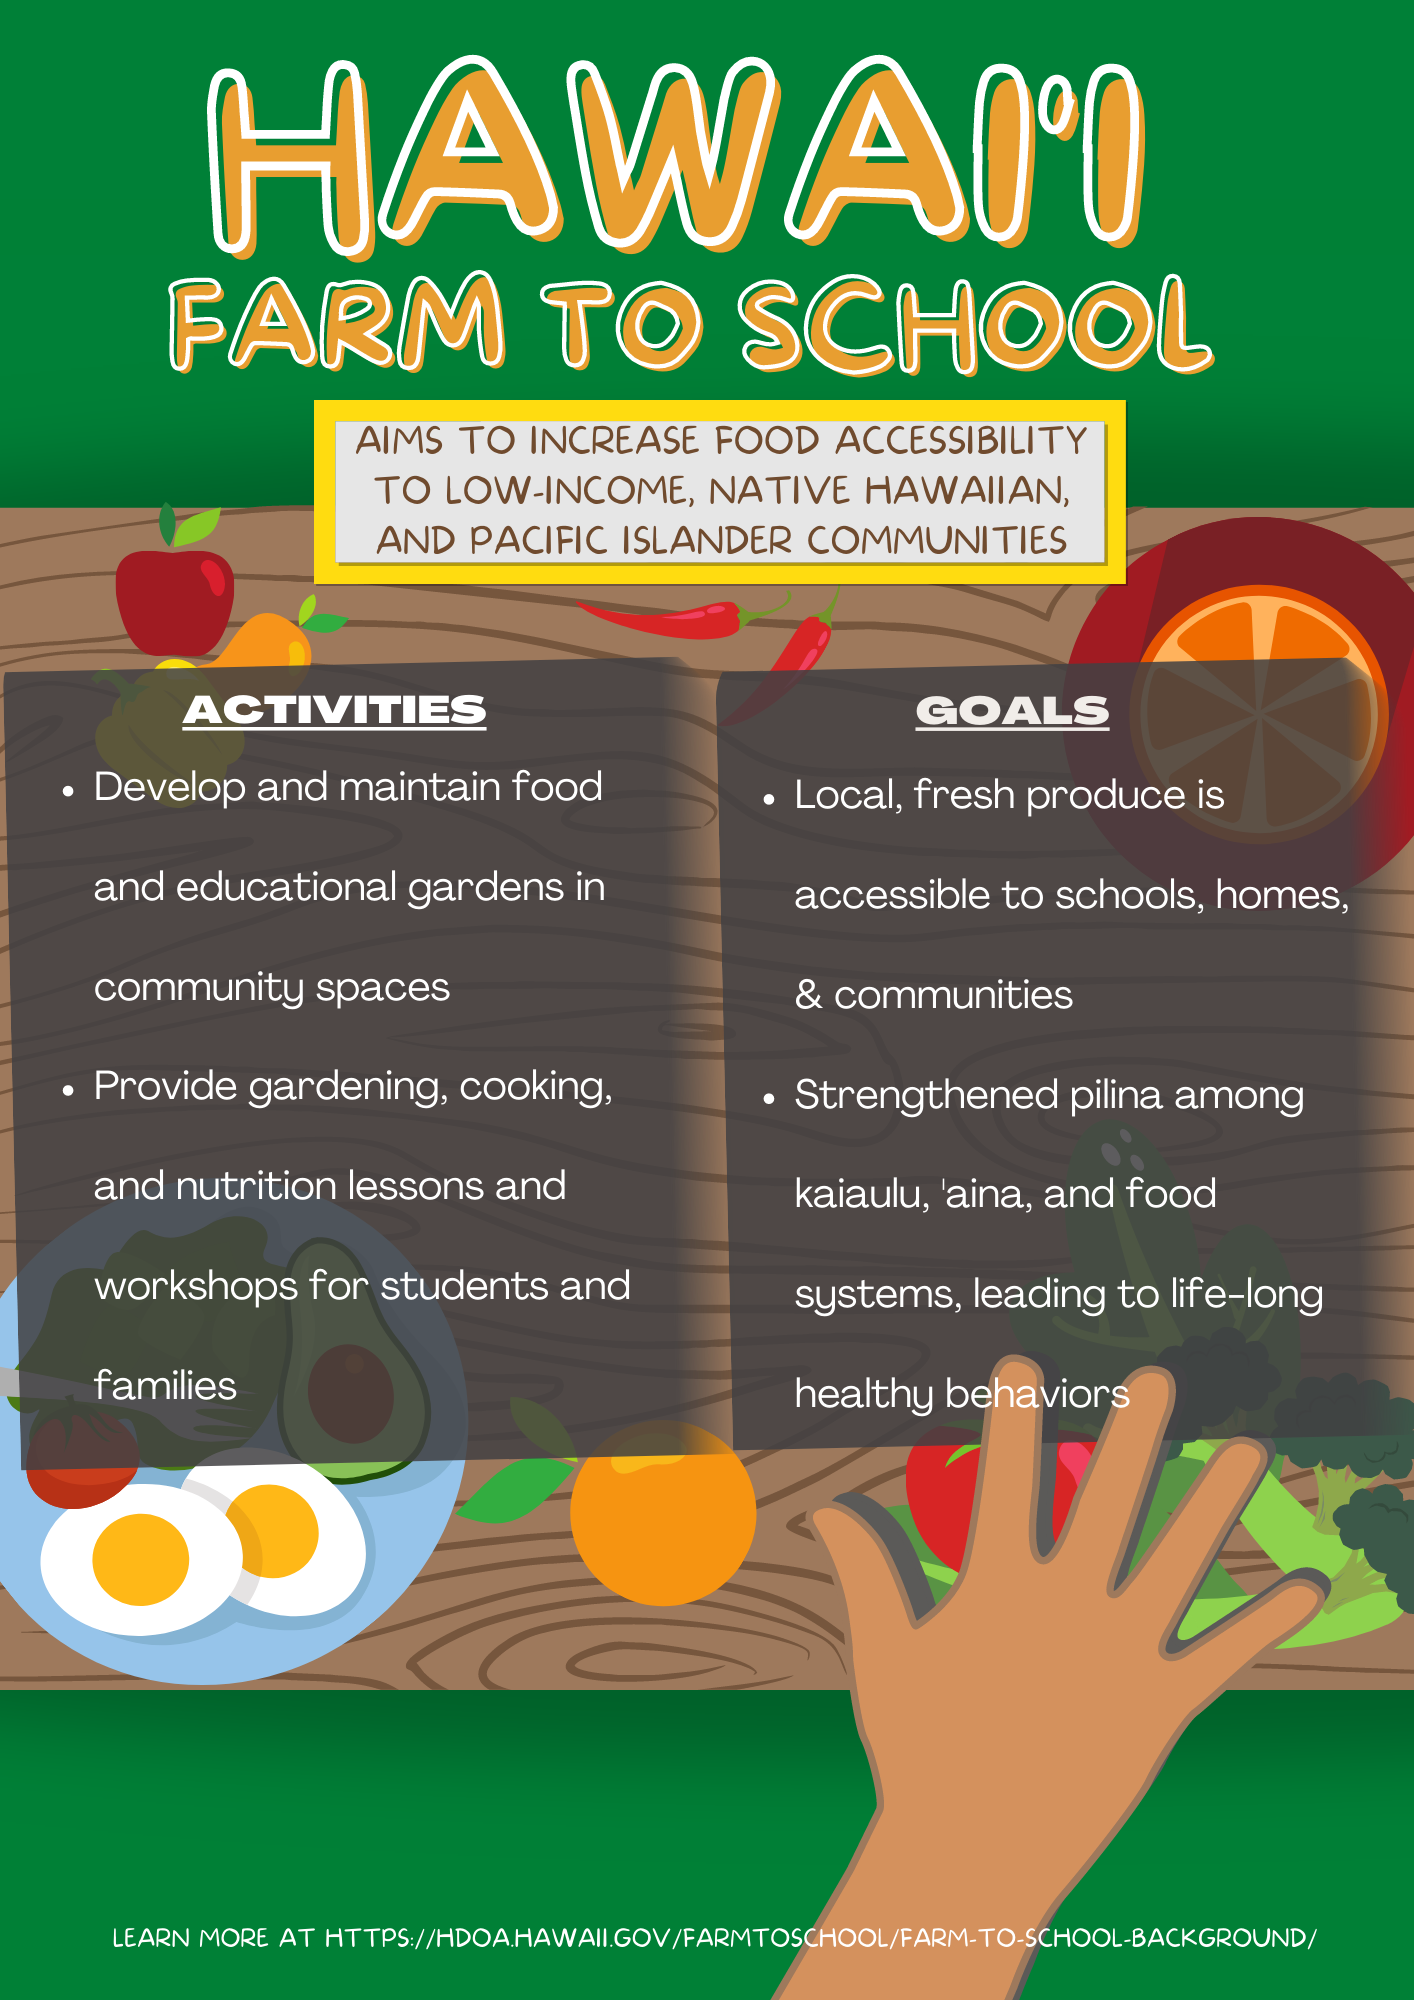 HAWAI‘I
FARM TO SCHOOL
AIMS TO INCREASE FOOD ACCESSIBILITY
TO LOW-INCOME, NATIVE HAWAIIAN,
AND PACIFIC ISLANDER COMMUNITIES
ACTIVITIES
• Develop and maintain food
and educational gardens in
community spaces
• Provide gardening, cooking,
and nutrition lessons and
workshops for students and
families
GOALS
• Local, fresh produce is
accessible to schools, homes,
& communities
• Strengthened pilina among
kaiaulu, 'aina, and food
systems, leading to life-long
healthy behaviors
LEARN MORE AT HTTPS://HDOA.HAWAII.GOV/FARMTOSCHOOL/FARM-TO-SCHOOL-BACKGROUND/